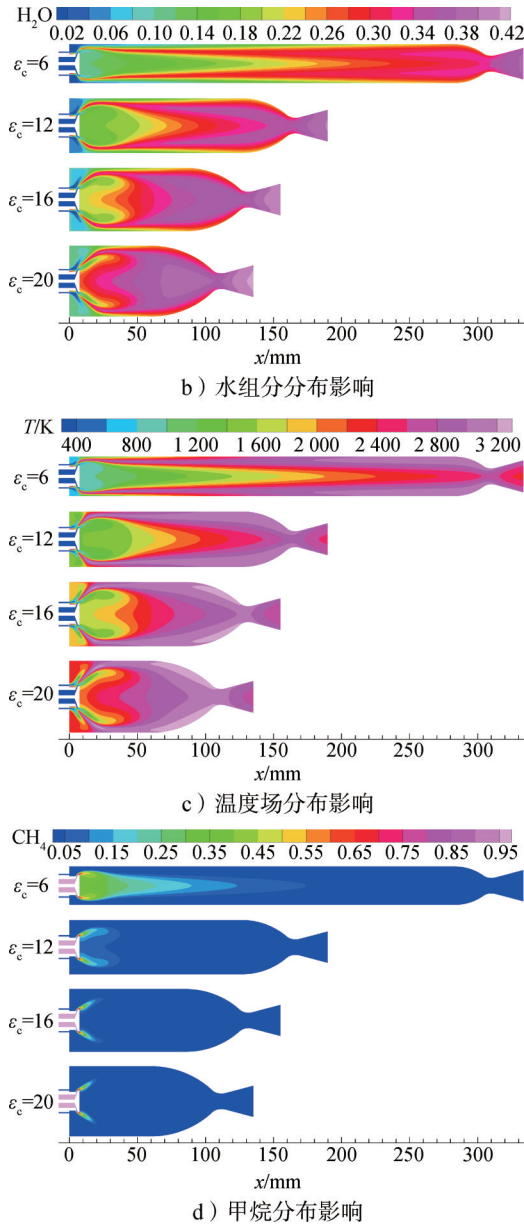 H₂O
0.02 0.06 0.10 0.14 0.18 0.22 0.26 0.30 0.34 0.38 0.42
εc=6
εc=12
εc=16
εc=20
0 50 100 150 200 250 300
x/mm
b）水组分分布影响
T/K
400 800 1 200 1 600 2 000 2 400 2 800 3 200
εc=6
εc=12
εc=16
εc=20
0 50 100 150 200 250 300
x/mm
c）温度场分布影响
CH₄
0.05 0.15 0.25 0.35 0.45 0.55 0.65 0.75 0.85 0.95
εc=6
εc=12
εc=16
εc=20
0 50 100 150 200 250 300
x/mm
d）甲烷分布影响